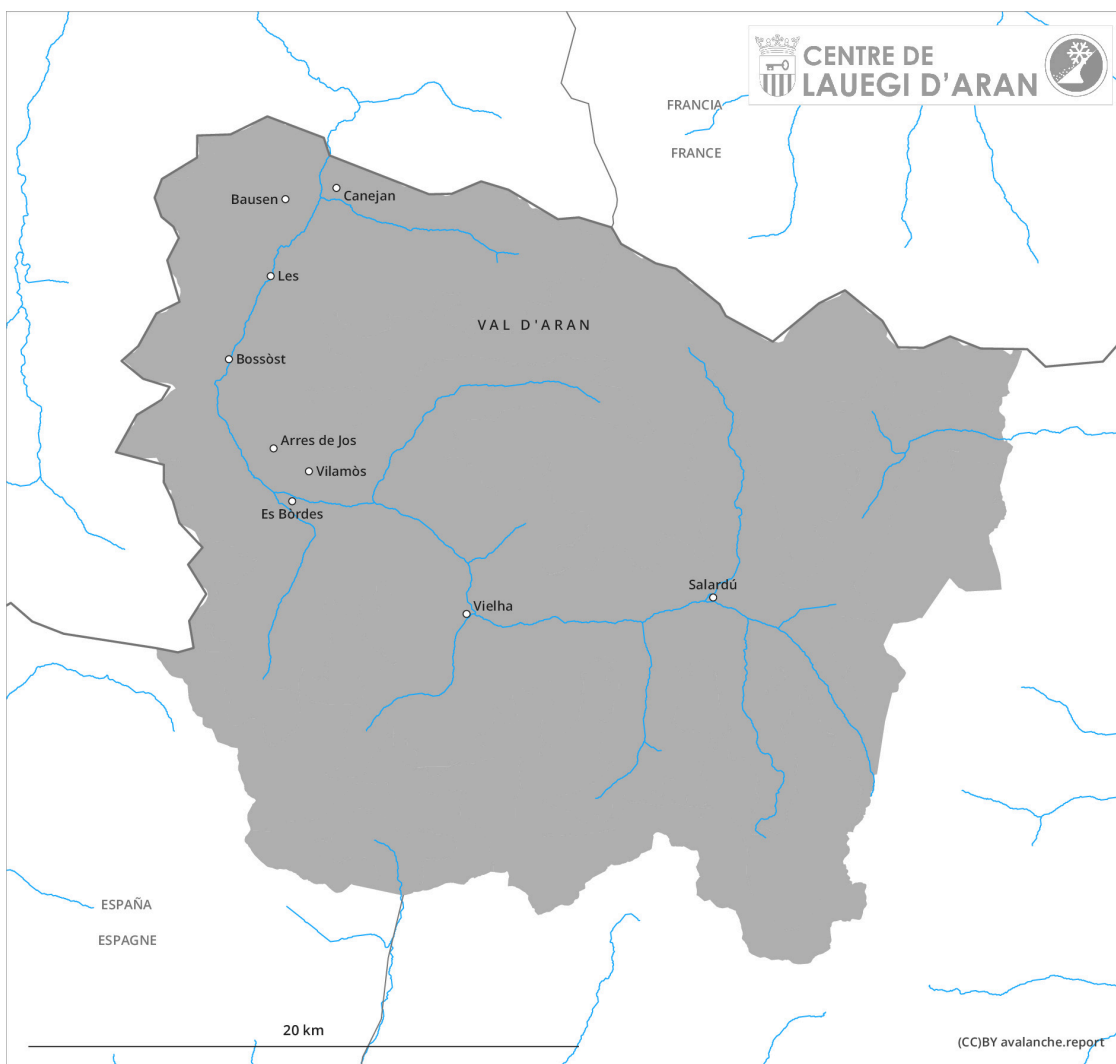 CENTRE DE
LAUEGI D'ARAN
FRANCIA
FRANCE
Bausen
Canejan
Les
VAL D'ARAN
Bossòst
Arres de Jos
Vilamòs
Es Bòrdes
Salardú
Vielha
ESPAÑA
ESPAGNE
20 km
(CC)BY avalanche.report